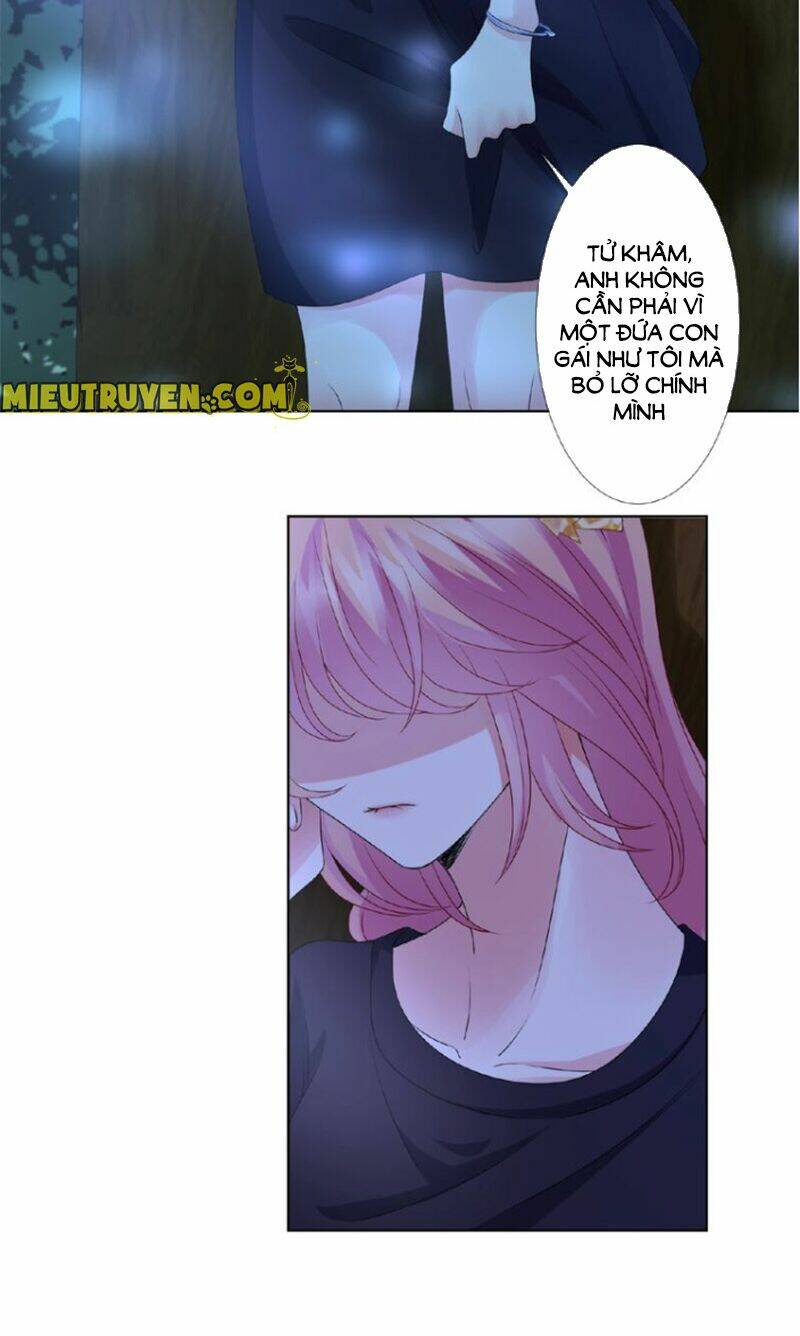 TỬ KHÂM,
ANH KHÔNG
CẦN PHẢI VÌ
MỘT ĐỨA CON
GÁI NHƯ TÔI MÀ
BỎ LỠ CHÍNH
MÌNH
MIEUTRUYEN.COM